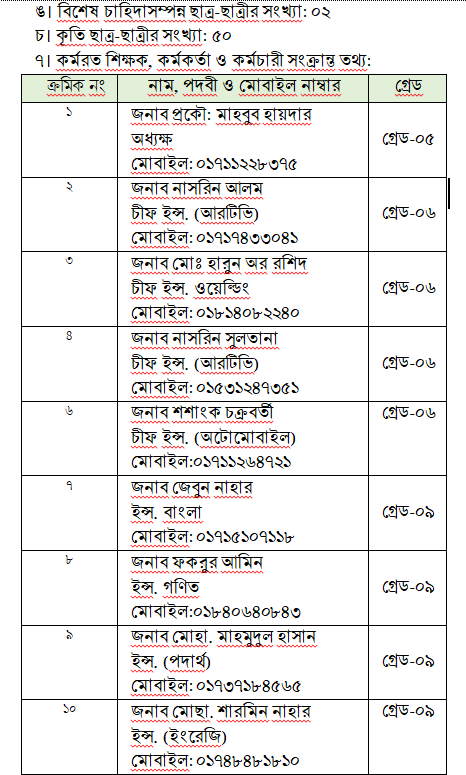 ঙ। বিশেষ চাহিদাসম্পন্ন ছাত্র-ছাত্রীর সংখ্যা: ০২
চ। কৃতি ছাত্র-ছাত্রীর সংখ্যা: ৫০
৭। কর্মরত শিক্ষক, কর্মকর্তা ও কর্মচারী সংক্রান্ত তথ্য:
ক্রমিক নং নাম, পদবী ও মোবাইল নাম্বার গ্রেড
১ জনাব প্রকৌ: মাহবুব হায়দার
অধ্যক্ষ গ্রেড-০৫
মোবাইল: ০১৭১১২২৮৩৭৫
২ জনাব নাসরিন আলম
চীফ ইন্স. (আরটিভি) গ্রেড-০৬
মোবাইল: ০১৭১৭৪৩৩০৪১
৩ জনাব মোঃ হারুন অর রশিদ
চীফ ইন্স. ওয়েল্ডিং গ্রেড-০৬
মোবাইল: ০১৮১৪০৮২২৪০
৪ জনাব নাসরিন সুলতানা
চীফ ইন্স. (আরটিভি) গ্রেড-০৬
মোবাইল: ০১৫৩১২৪৭৩৫১
৬ জনাব শশাংক চক্রবর্তী গ্রেড-০৬
চীফ ইন্স. (অটোমোবাইল)
মোবাইল:০১৭১১২৬৪৭২১
৭ জনাব জেবুন নাহার
ইন্স. বাংলা গ্রেড-০৯
মোবাইল: ০১৭১৫১০৭১১৮
৮ জনাব ফকরুর আমিন
ইন্স. গণিত গ্রেড-০৯
মোবাইল:০১৮৪০৬৪০৮৪৩
৯ জনাব মোহা. মাহমুদুল হাসান
ইন্স. (পদার্থ) গ্রেড-০৯
মোবাইল: ০১৭৩৭১৮৪৫৬৫
১০ জনাব মোছা. শারমিন নাহার গ্রেড-০৯
ইন্স. (ইংরেজি)
মোবাইল: ০১৭৪৮৪৮১৮১০